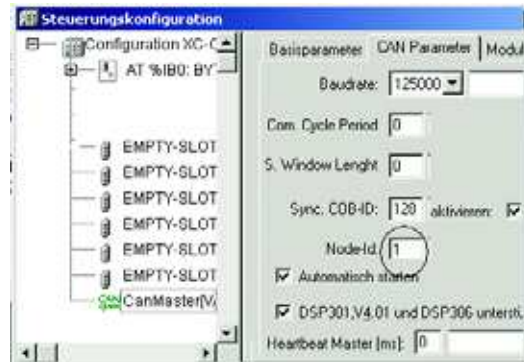 Steuerungskonfiguration
Configuration XC-C
AT %IB0: BY
EMPTY-SLOT
EMPTY-SLOT
EMPTY-SLOT
EMPTY-SLOT
EMPTY-SLOT
EMPTY-SLOT
CanMaster[V
Basisparameter CAN Parameter Modul
Baudrate: 125000
Com. Cycle Period 0
S. Window Lenght 0
Sync. COB-ID: 128 aktivieren:
Node-Id: 1
Automatisch starten
DSP301,V4.01 und DSP306 unterstü
Heartbeat Master [ms]: 0